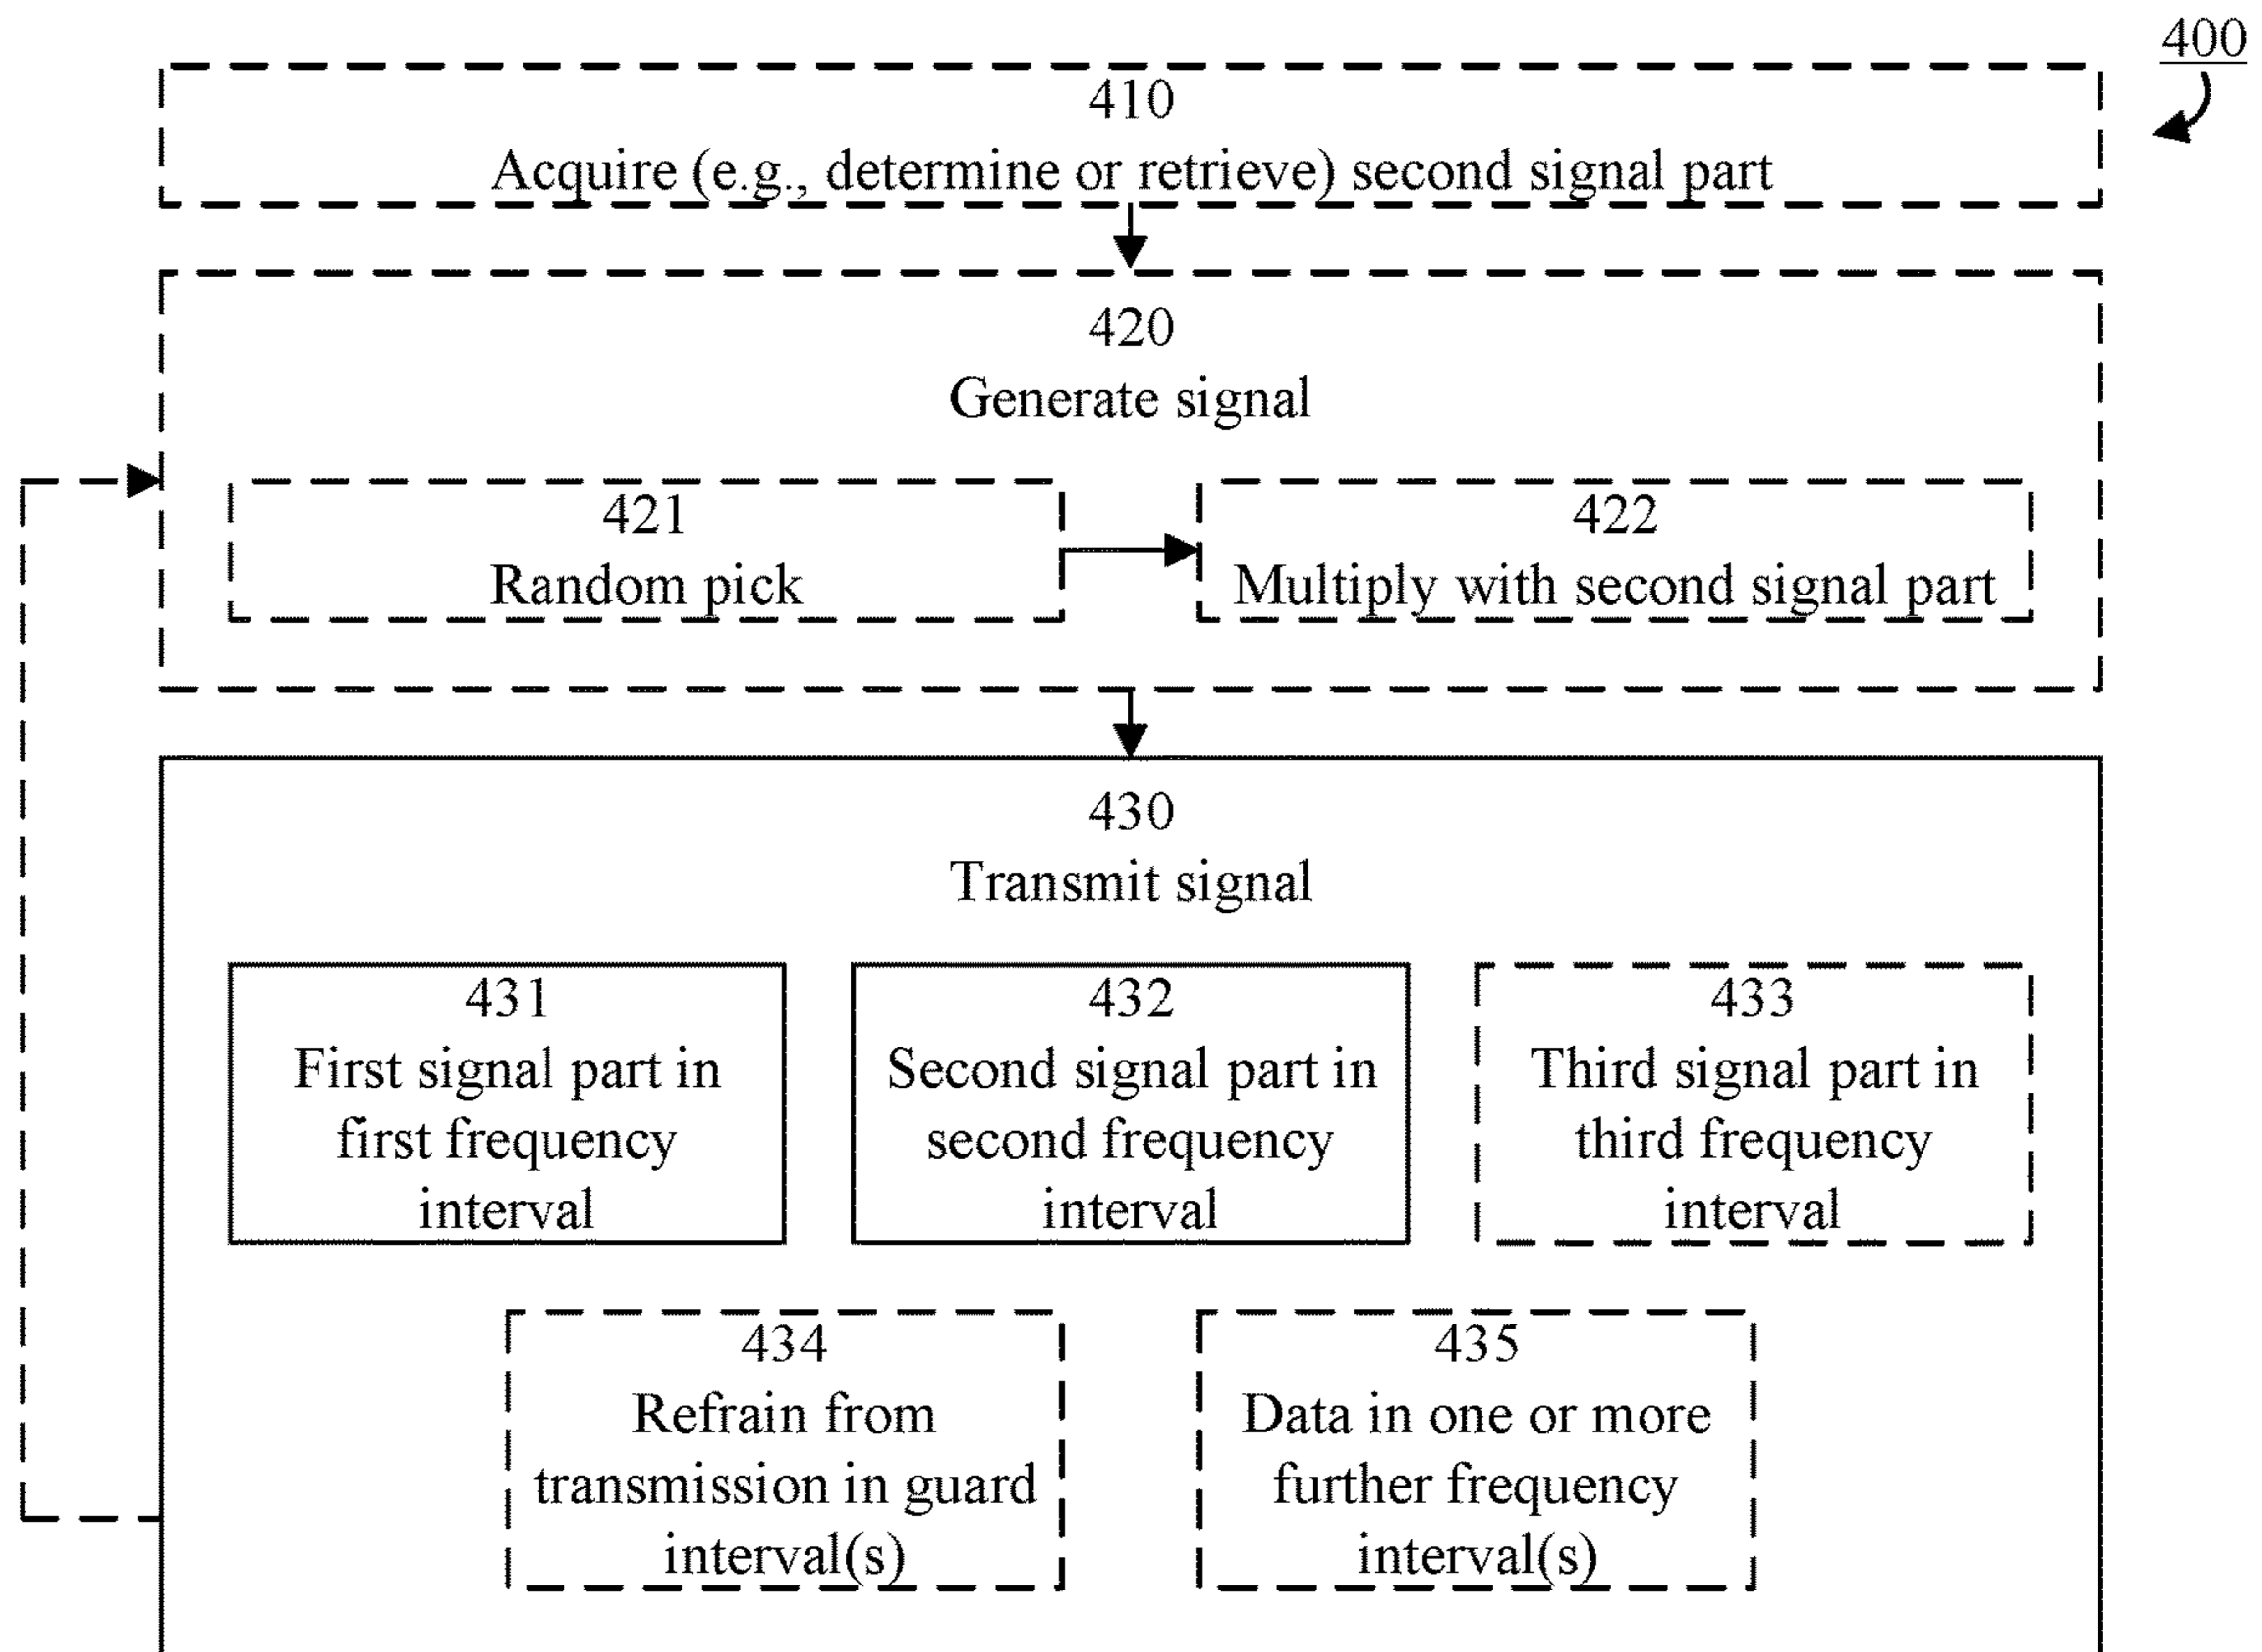 400
410
Acquire (e.g., determine or retrieve) second signal part
420
Generate signal
421
Random pick
422
Multiply with second signal part
430
Transmit signal
431
First signal part in
first frequency
interval
432
Second signal part in
second frequency
interval
433
Third signal part in
third frequency
interval
434
Refrain from
transmission in guard
interval(s)
435
Data in one or more
further frequency
interval(s)